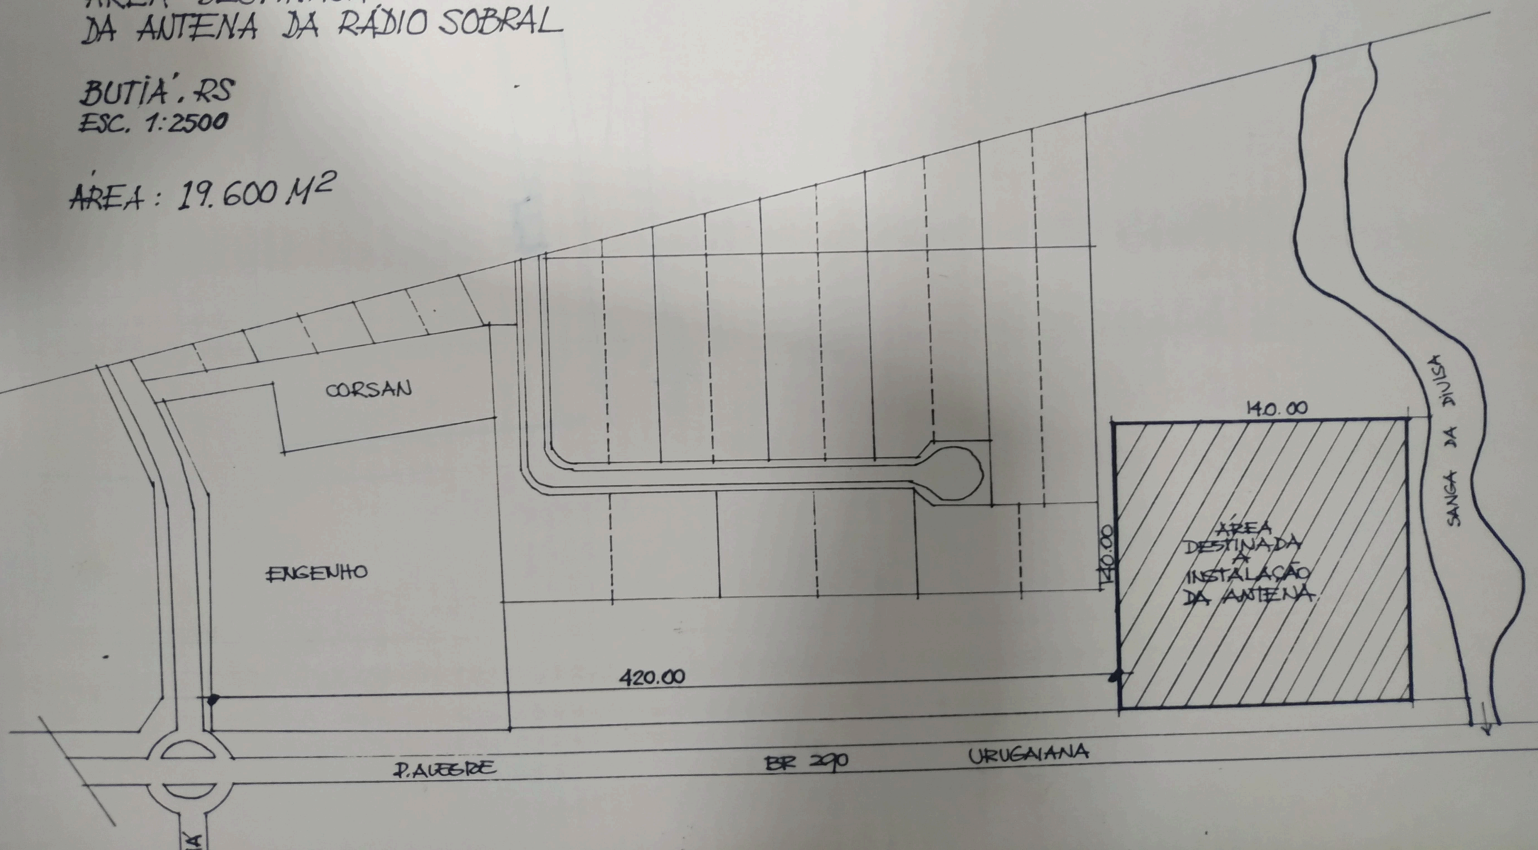 DA ANTENA DA RÁDIO SOBRAL
BUTIÁ. RS
ESC. 1:2500
ÁREA: 19.600 M2
CORSAN
ENGENHO
420.00
140.00
140.00
ÁREA
DESTINADA
À
INSTALAÇÃO
DA ANTENA
SANGA DA DIVISA
P. ALEGRE
BR 290
URUGAIANA